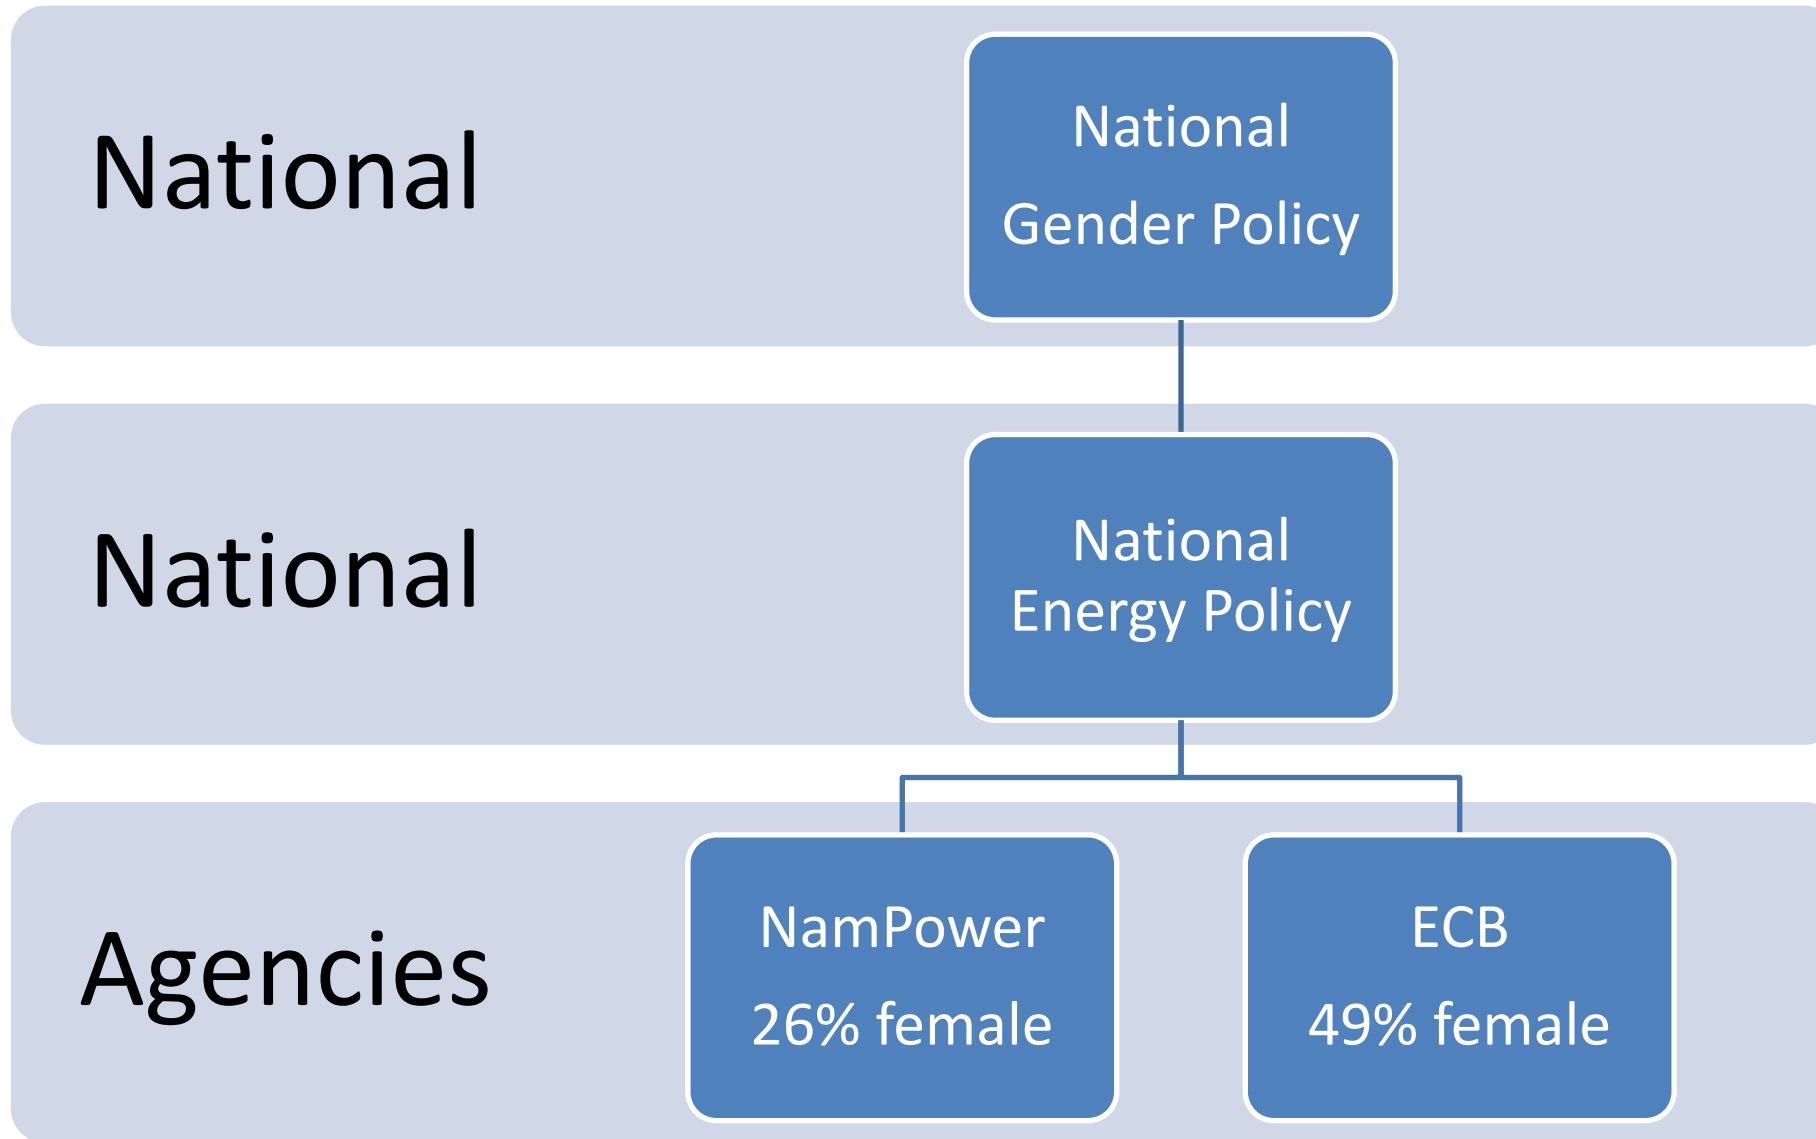 National
National
Gender Policy
National
National
Energy Policy
Agencies
NamPower
26% female
ECB
49% female